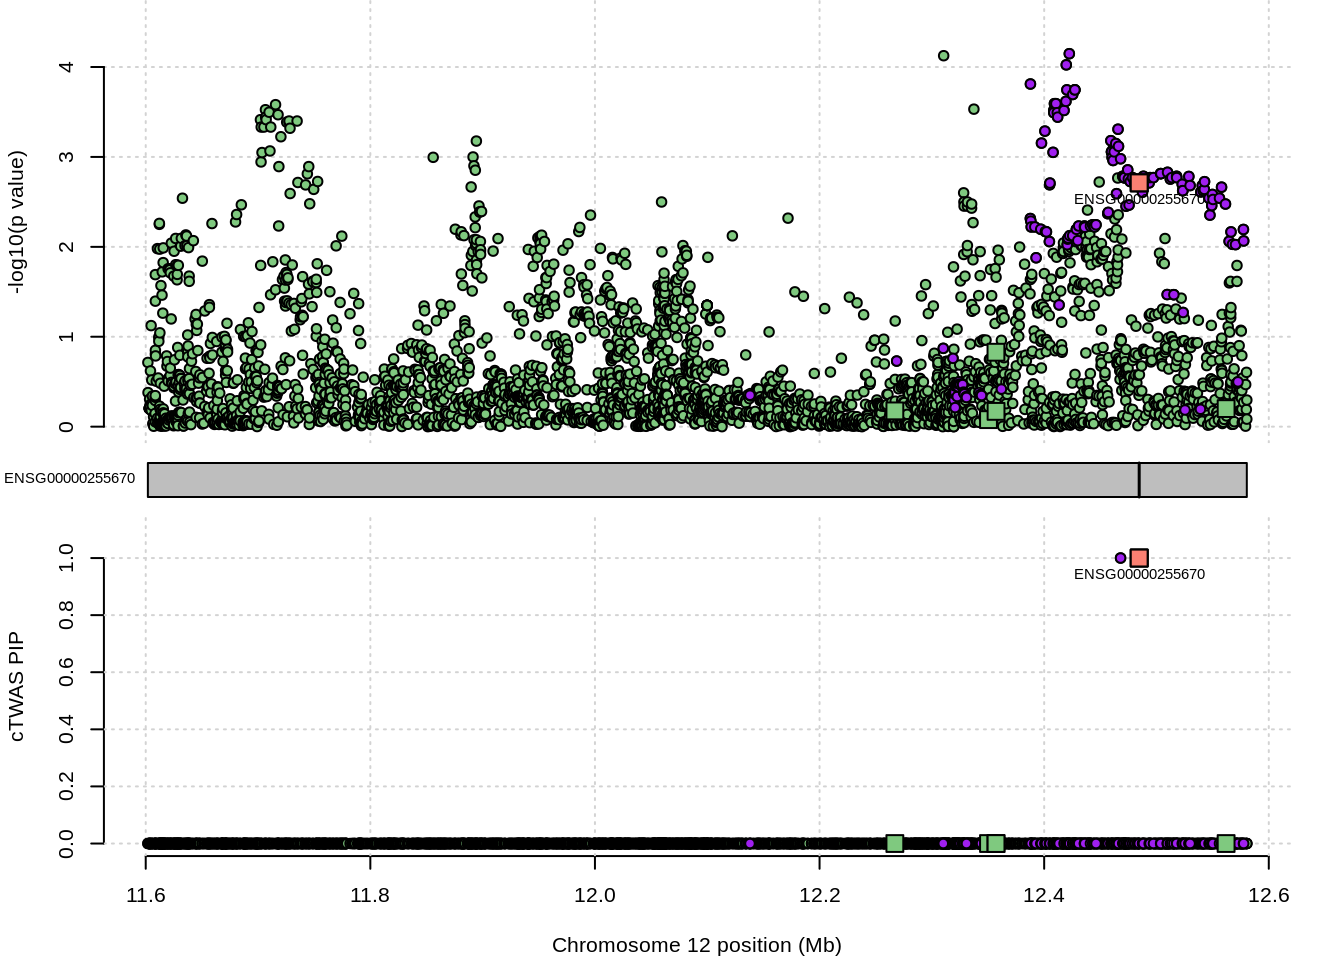 -log10(p value)
4
3
2
1
0
ENSG00000255670
ENSG00000255670
cTWAS PIP
1.0
0.8
0.6
0.4
0.2
0.0
ENSG00000255670
11.6 11.8 12.0 12.2 12.4 12.6
Chromosome 12 position (Mb)